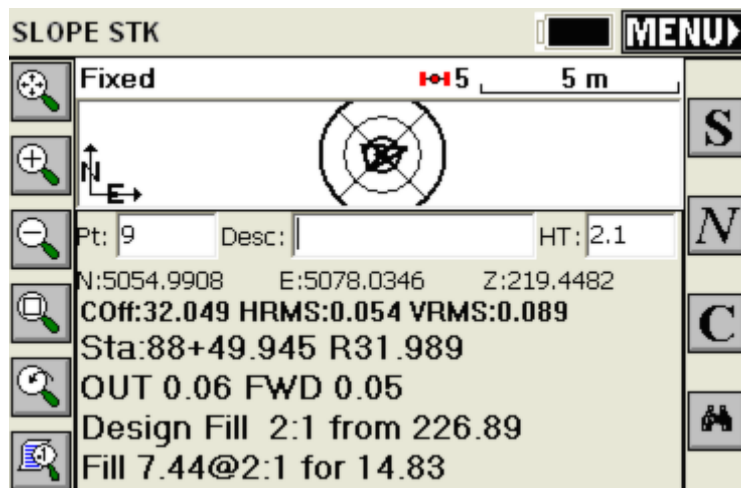 SLOPE STK MENU
Fixed 5 5 m
N
E
S
Pt: 9 Desc: HT: 2.1
N
N:5054.9908 E:5078.0346 Z:219.4482
COff:32.049 HRMS:0.054 VRMS:0.089
C
Sta:88+49.945 R31.989
OUT 0.06 FWD 0.05
Design Fill 2:1 from 226.89
Fill 7.44@2:1 for 14.83